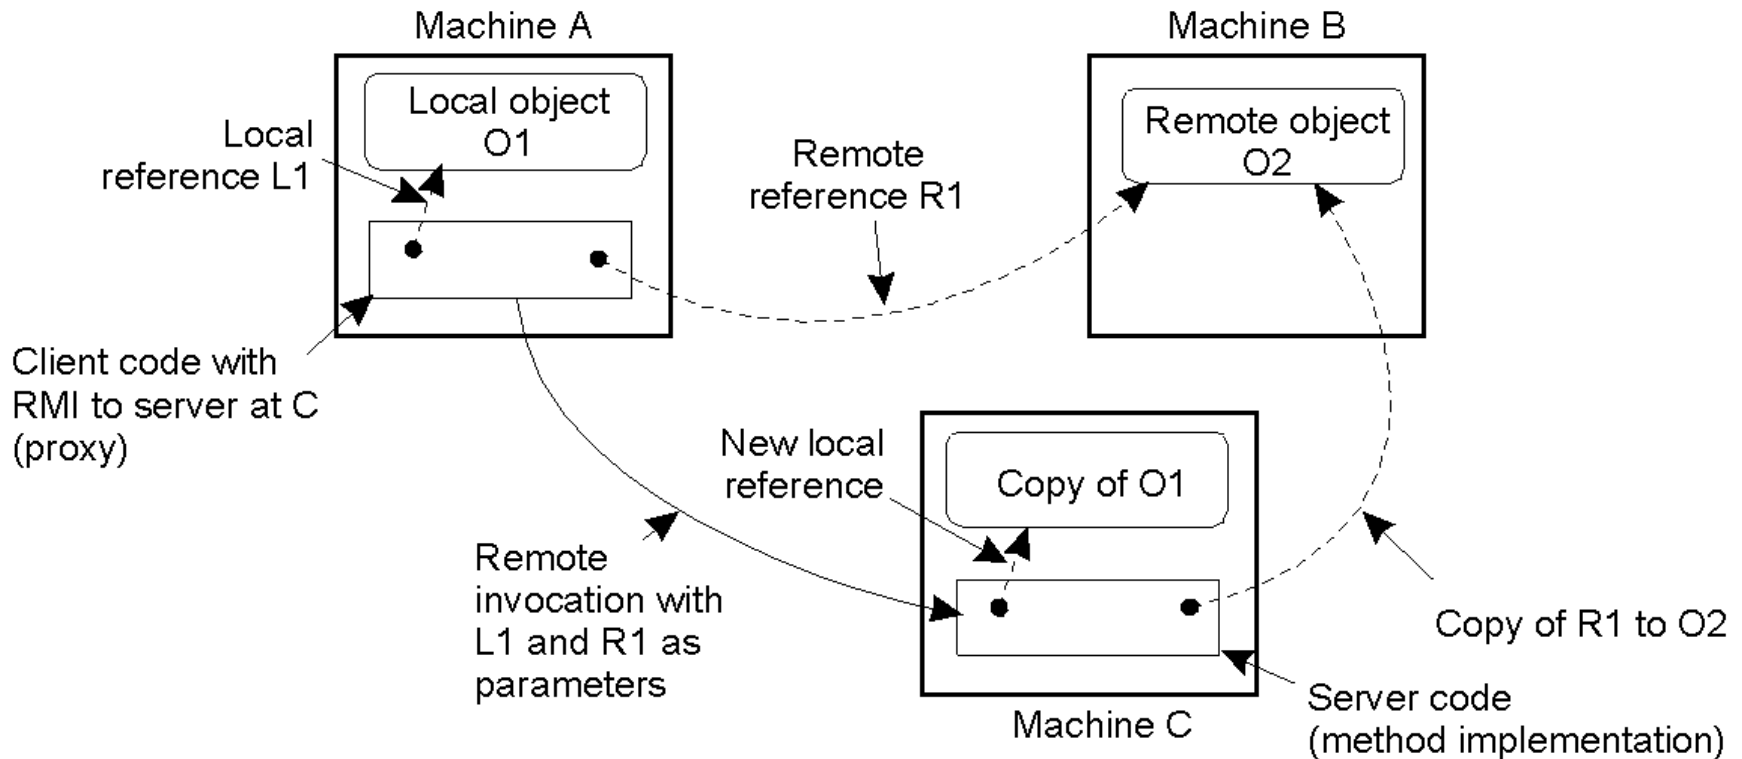 Machine A
Machine B
Local object
O1
Remote object
O2
Local
reference L1
Remote
reference R1
Client code with
RMI to server at C
(proxy)
New local
reference
Copy of O1
Remote
invocation with
L1 and R1 as
parameters
Copy of R1 to O2
Server code
(method implementation)
Machine C